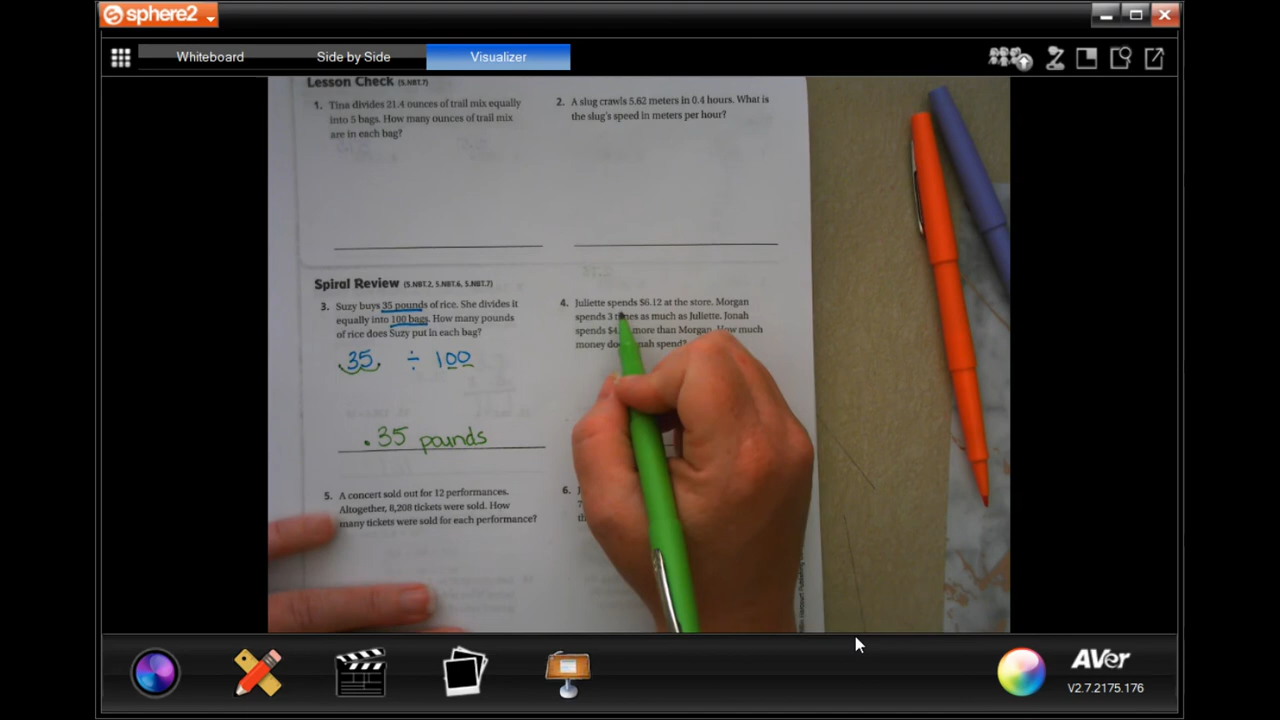 sphere2
Whiteboard
Side by Side
Visualizer
Lesson Check (5.NBT.7)
1. Tina divides 21.4 ounces of trail mix equally
into 5 bags. How many ounces of trail mix
are in each bag?
2. A slug crawls 5.62 meters in 0.4 hours. What is
the slug's speed in meters per hour?
Spiral Review (5.NBT.2, 5.NBT.6, 5.NBT.7)
3. Suzy buys 35 pounds of rice. She divides it
equally into 100 bags. How many pounds
of rice does Suzy put in each bag?
35. ÷ 100
.35 pounds
4. Juliette spends $6.12 at the store. Morgan
spends 3 times as much as Juliette. Jonah
spends more than Morgan. How much
money spend?
5. A concert sold out for 12 performances.
Altogether, 8,208 tickets were sold. How
many tickets were sold for each performance?
6.
AVer
V2.7.2175.176